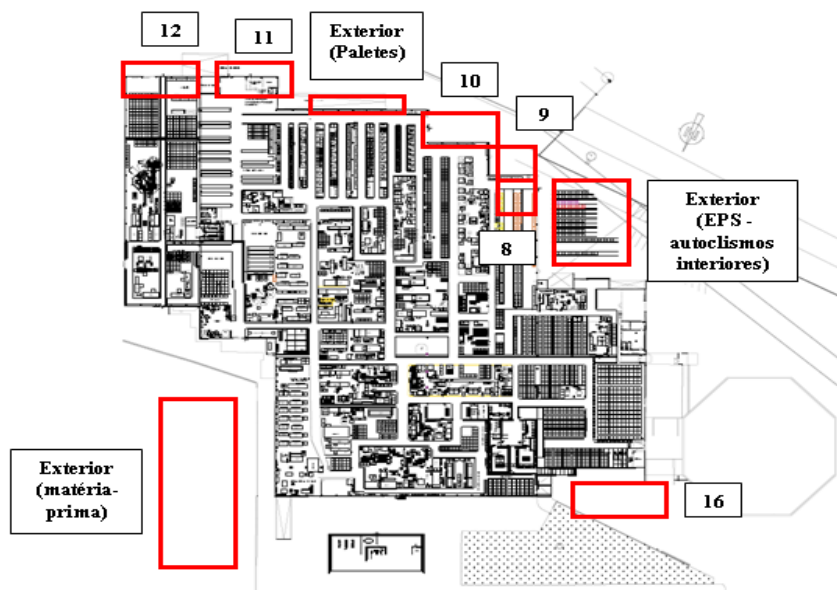 12
11
Exterior
(Paletes)
10
9
Exterior
(EPS -
autoclismos
interiores)
8
Exterior
(matéria-
prima)
16